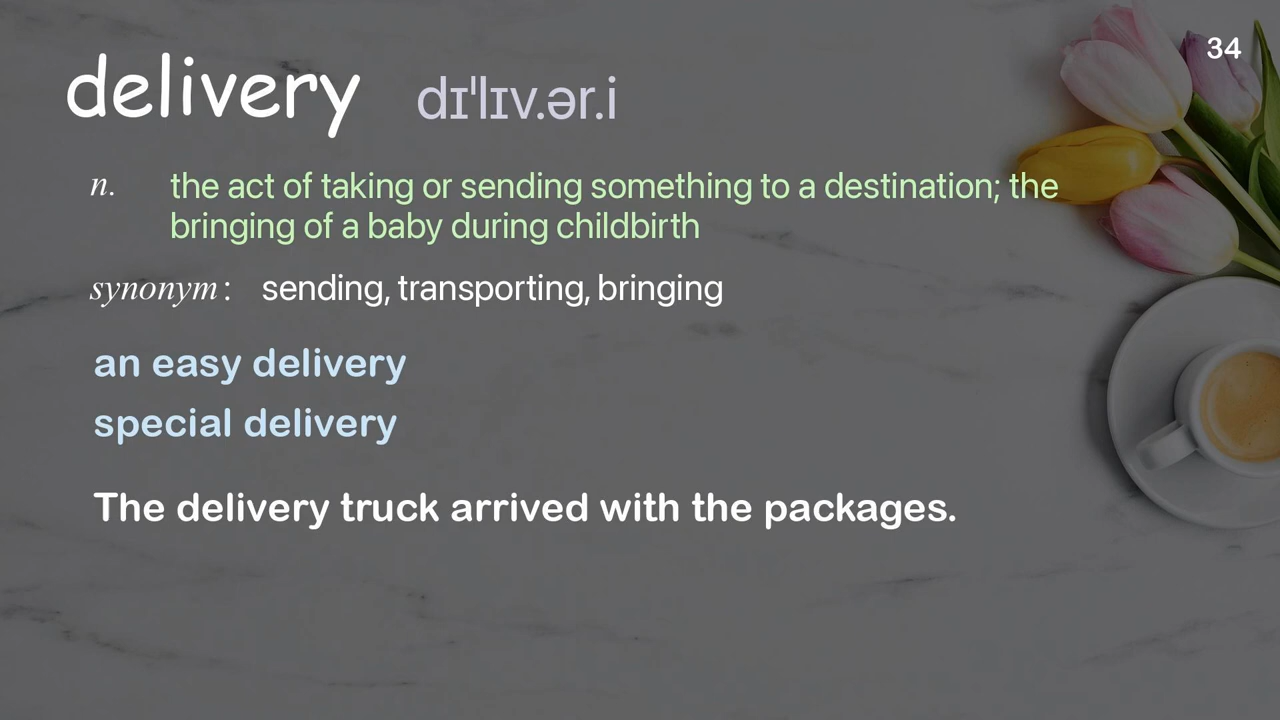 34
delivery dɪˈlɪv.ər.i
n. the act of taking or sending something to a destination; the
bringing of a baby during childbirth
synonym: sending, transporting, bringing
an easy delivery
special delivery
The delivery truck arrived with the packages.